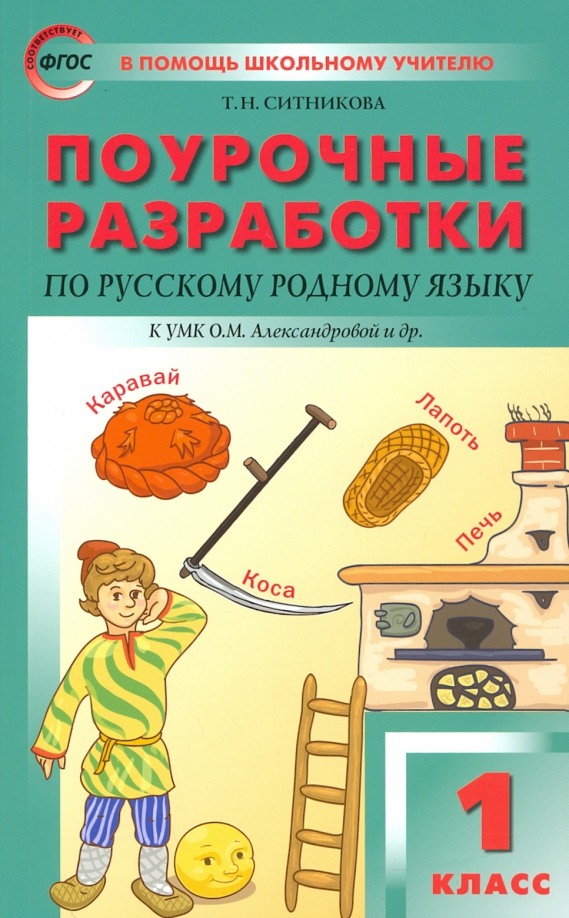 СООТВЕТСТВУЕТ
ФГОС
В ПОМОЩЬ ШКОЛЬНОМУ УЧИТЕЛЮ
Т.Н. СИТНИКОВА
ПОУРОЧНЫЕ
РАЗРАБОТКИ
ПО РУССКОМУ РОДНОМУ ЯЗЫКУ
К УМК О.М. Александровой и др.
Каравай
Лапоть
Печь
Коса
1
КЛАСС